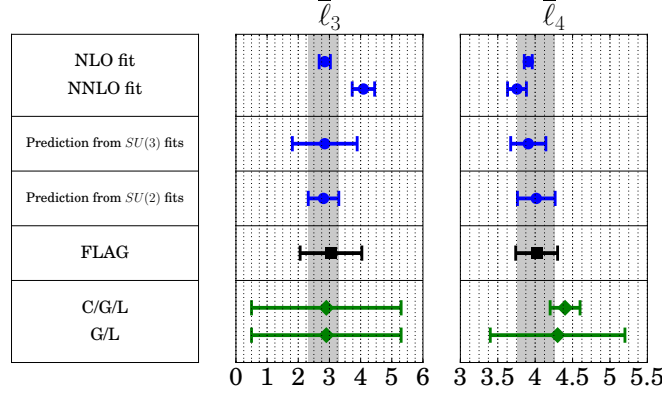 ℓ̄₃ ℓ̄₄
NLO fit
NNLO fit
Prediction from SU(3) fits
Prediction from SU(2) fits
FLAG
C/G/L
G/L
0 1 2 3 4 5 6 3 3.5 4 4.5 5 5.5